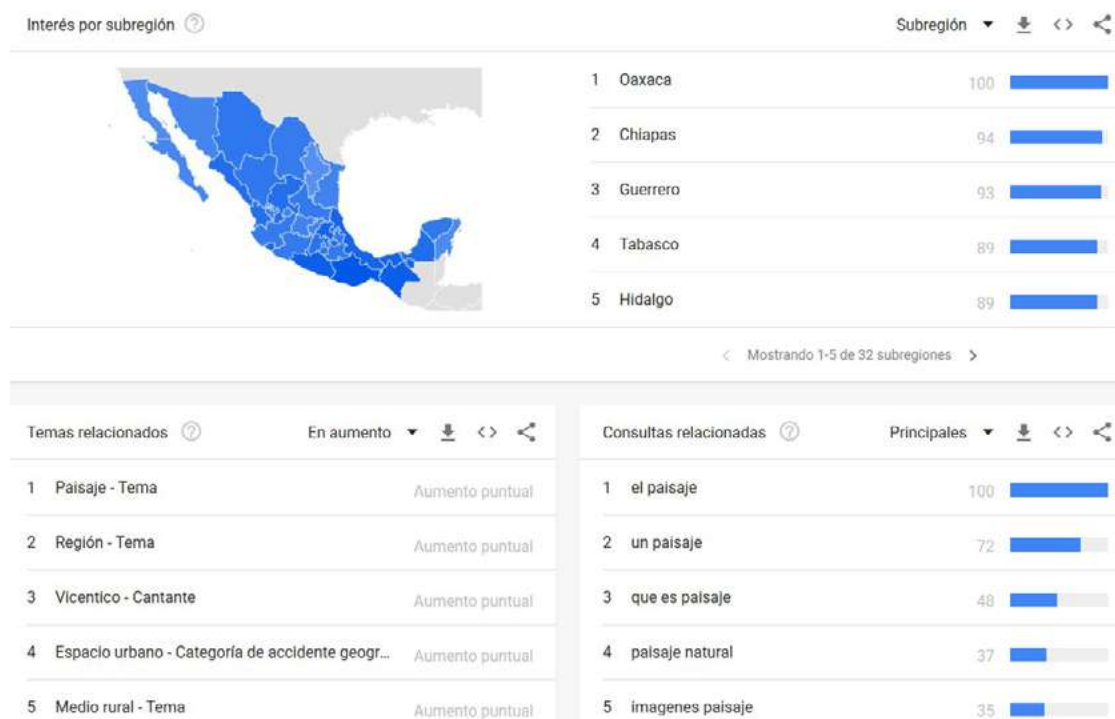 Interés por subregión
Subregión
1 Oaxaca 100
2 Chiapas 94
3 Guerrero 93
4 Tabasco 89
5 Hidalgo 89
Mostrando 1-5 de 32 subregiones
Temas relacionados
En aumento
1 Paisaje - Tema Aumento puntual
2 Región - Tema Aumento puntual
3 Vicentico - Cantante Aumento puntual
4 Espacio urbano - Categoría de accidente geogr... Aumento puntual
5 Medio rural - Tema Aumento puntual
Consultas relacionadas
Principales
1 el paisaje 100
2 un paisaje 72
3 que es paisaje 48
4 paisaje natural 37
5 imagenes paisaje 35